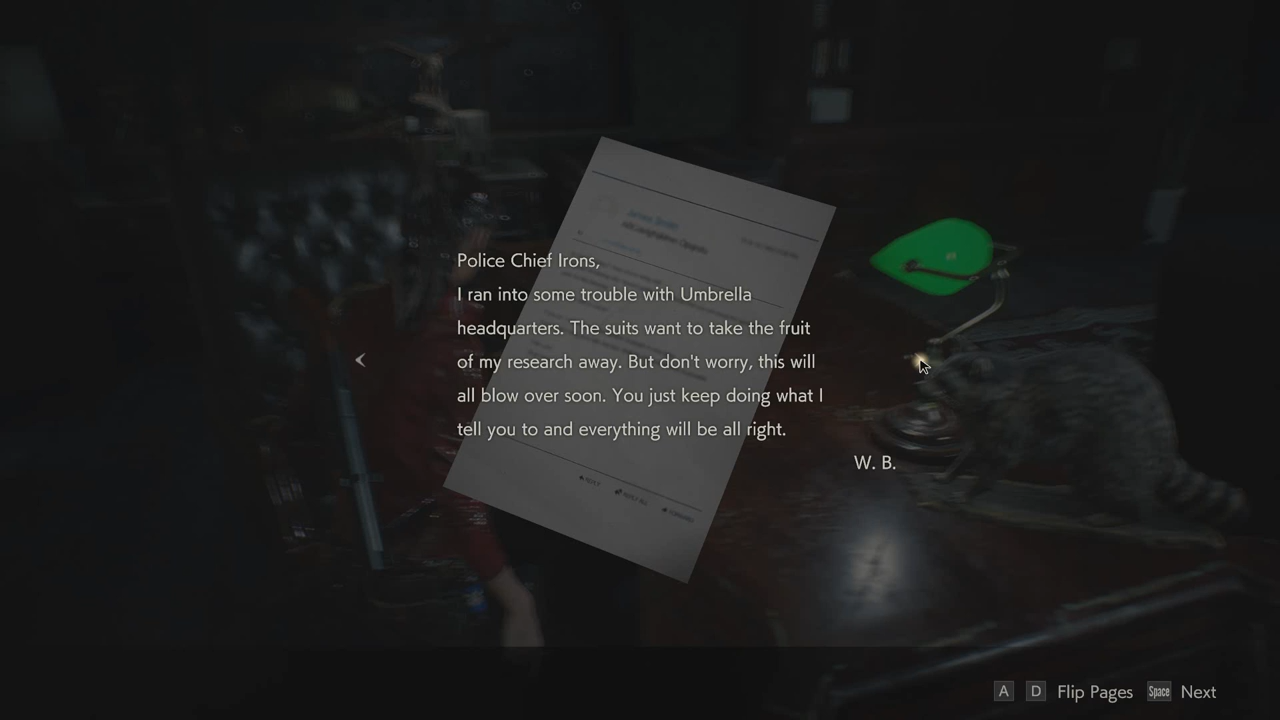 Police Chief Irons,
I ran into some trouble with Umbrella
headquarters. The suits want to take the fruit
of my research away. But don't worry, this will
all blow over soon. You just keep doing what I
tell you to and everything will be all right.
W. B.
A D Flip Pages Space Next